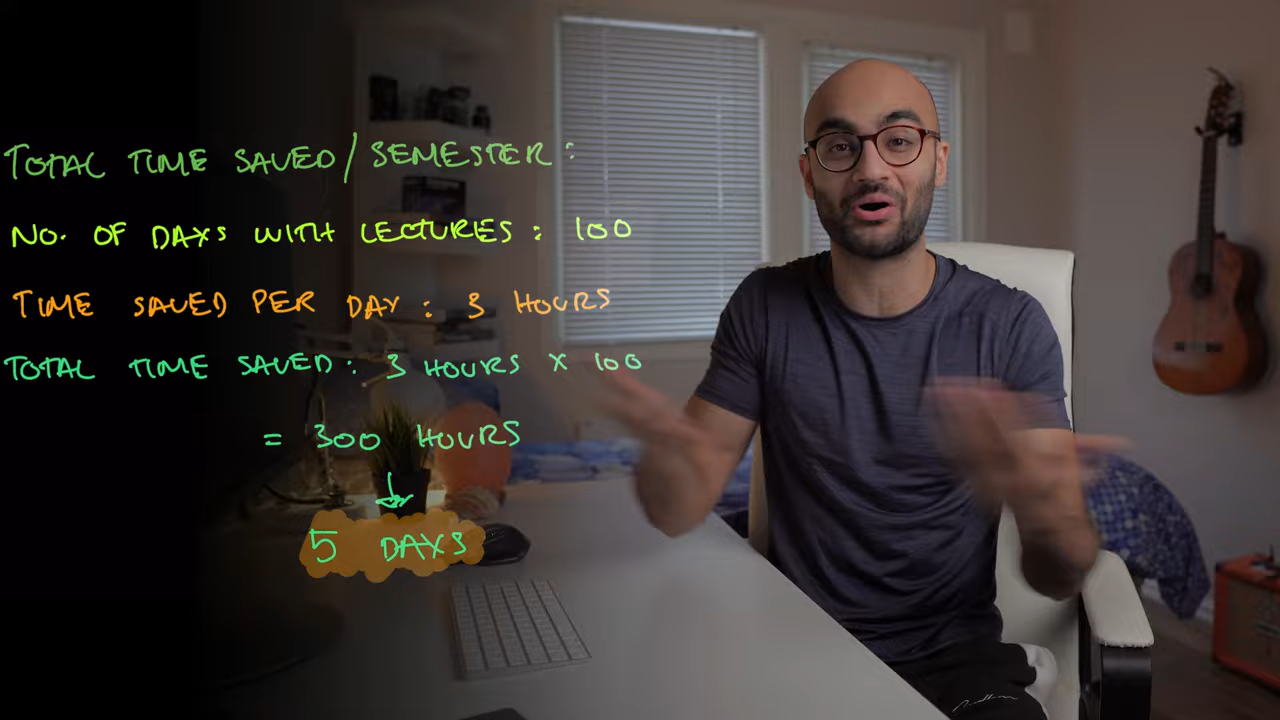 TOTAL TIME SAVED/SEMESTER:
NO. OF DAYS WITH LECTURES: 100
TIME SAVED PER DAY: 3 HOURS
TOTAL TIME SAVED: 3 HOURS X 100
= 300 HOURS
5 DAYS